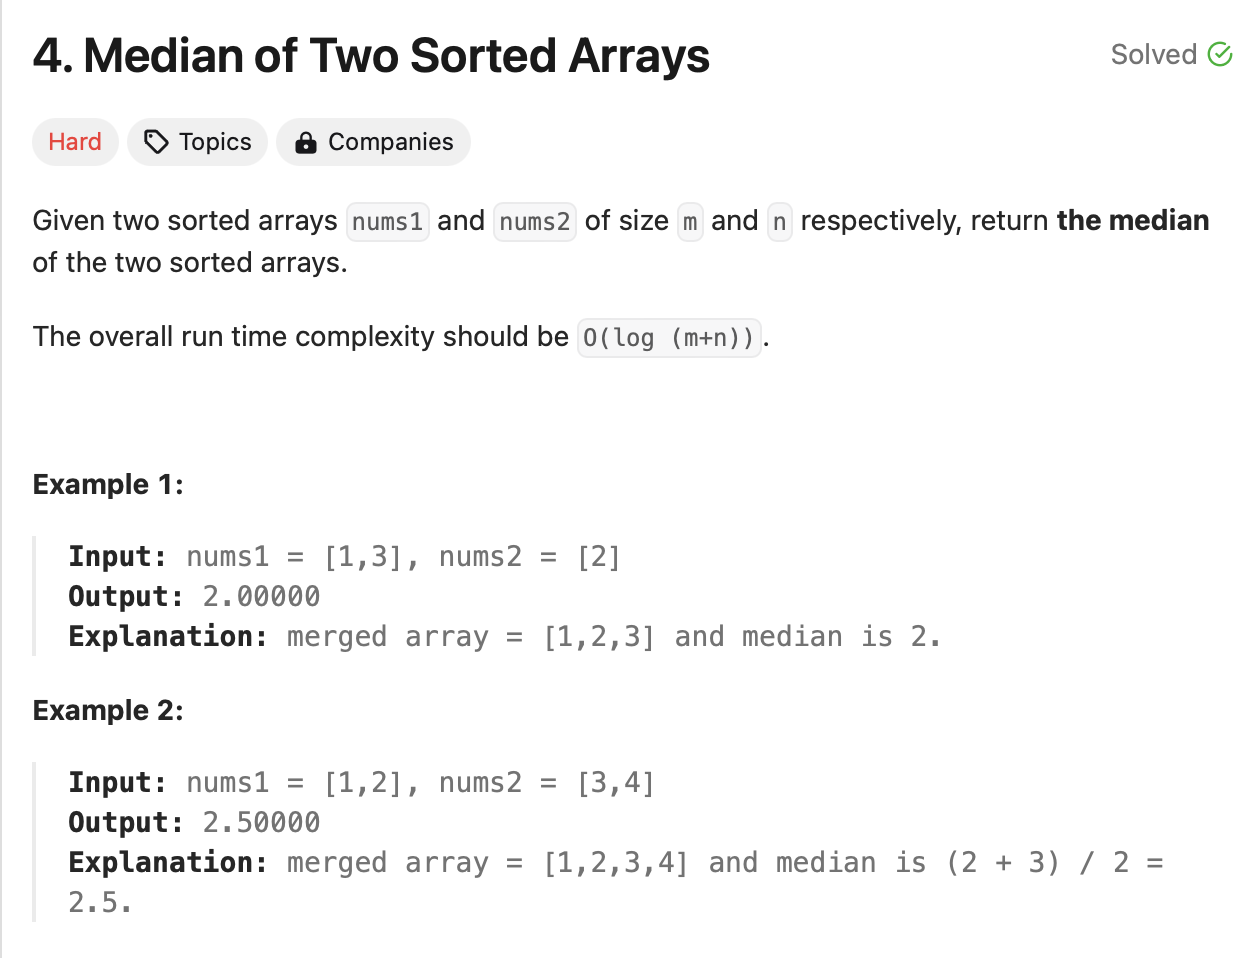 4. Median of Two Sorted Arrays
Solved
Hard
Topics
Companies
Given two sorted arrays nums1 and nums2 of size m and n respectively, return the median
of the two sorted arrays.
The overall run time complexity should be O(log (m+n)).
Example 1:
Input: nums1 = [1,3], nums2 = [2]
Output: 2.00000
Explanation: merged array = [1,2,3] and median is 2.
Example 2:
Input: nums1 = [1,2], nums2 = [3,4]
Output: 2.50000
Explanation: merged array = [1,2,3,4] and median is (2 + 3) / 2 =
2.5.